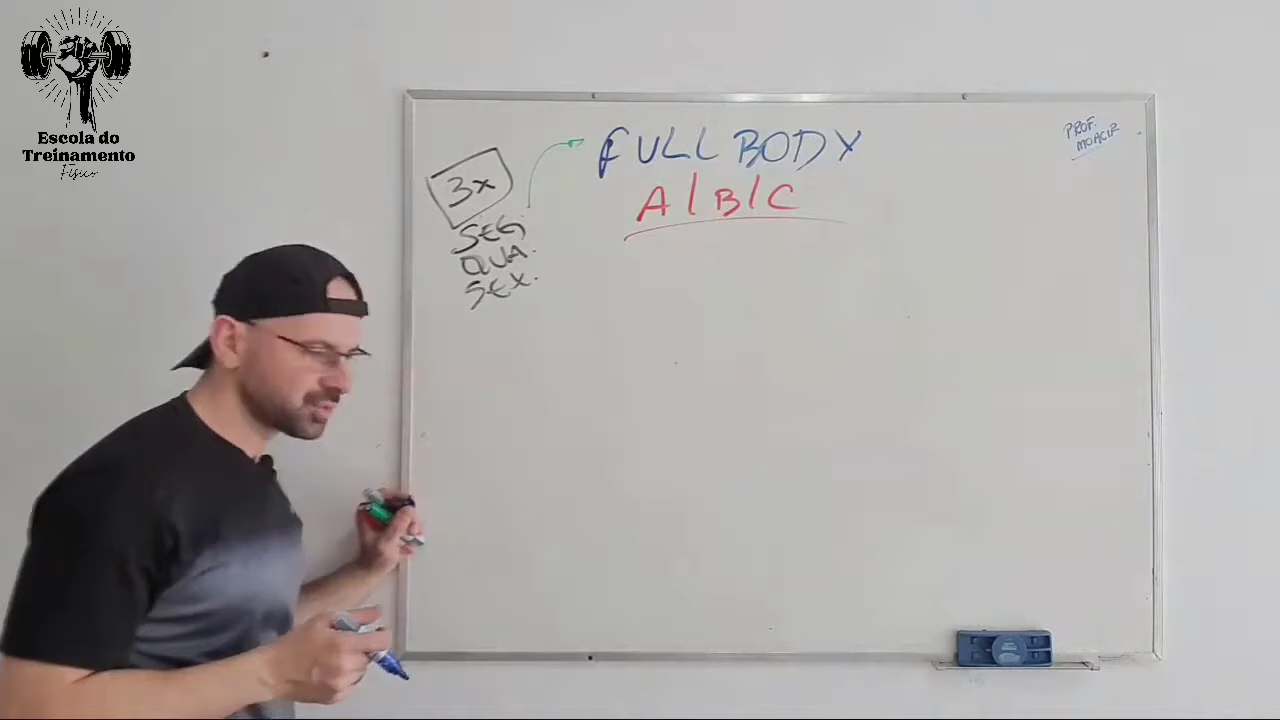 Escola do
Treinamento
Físico
FULL BODY
A/B/C
3x
SEG
QUA.
SEX.
PROF.
MOACIR